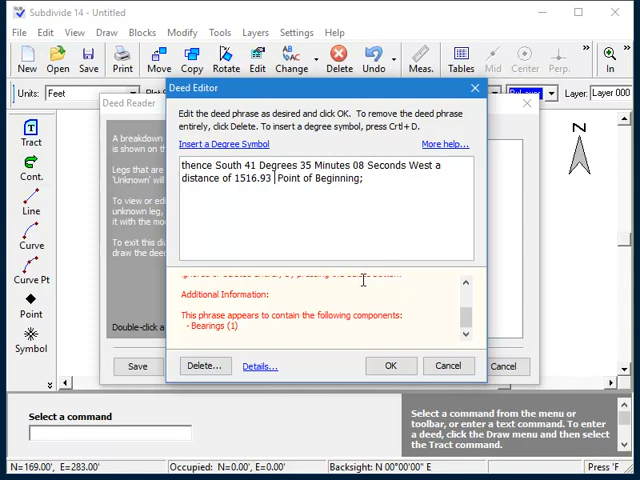 Subdivide 14 - Untitled
File Edit View Draw Blocks Modify Tools Layers Settings Help
New Open Save Print Move Copy Rotate Edit Change Delete Undo Meas. Tables Mid Center Perp. In
Units: Feet
ByLayer Layer: Layer 000
Deed Reader
A breakdown
is shown on the
Legs that are
'Unknown' will
To view or
unknown leg,
it with the mo
To exit this dia
draw the deed
Double-click a
Save
Cancel
Deed Editor
Edit the deed phrase as desired and click OK. To remove the deed phrase
entirely, click Delete. To insert a degree symbol, press Crtl+D.
Insert a Degree Symbol More help...
thence South 41 Degrees 35 Minutes 08 Seconds West a
distance of 1516.93 Point of Beginning;
Additional Information:
This phrase appears to contain the following components:
- Bearings (1)
Delete... Details... OK Cancel
Tract
Cont.
Line
Curve
Curve Pt
Point
Symbol
N
Select a command
Select a command from the menu or
toolbar, or enter a text command. To enter
a deed, click the Draw menu and then select
the Tract command.
N=169.00', E=283.00' Occupied: N=0.00', E=0.00' Backsight: N 00°00'00" E Press 'F